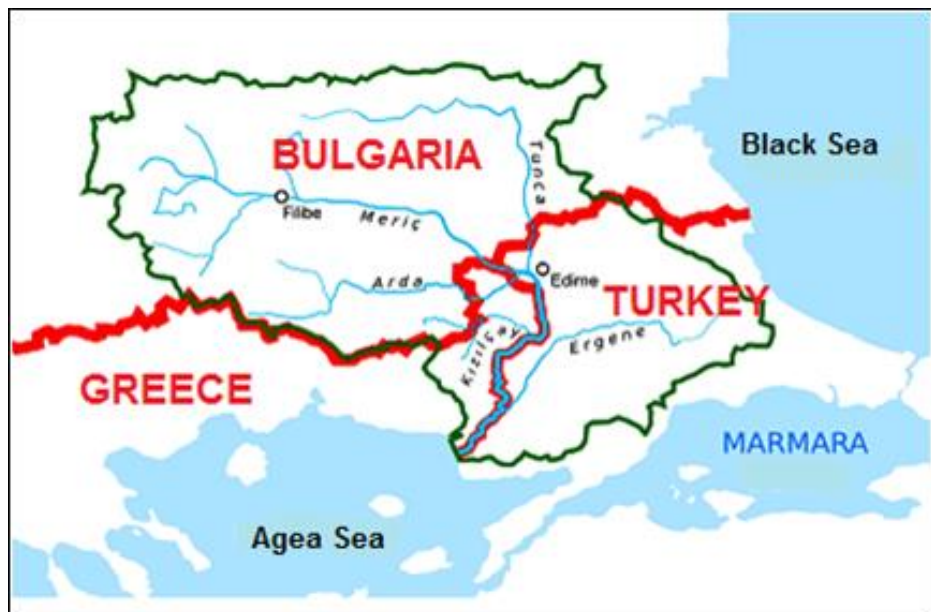 Black Sea
BULGARIA
Tunca
Filibe
Meriç
Edirne
Arda
TURKEY
Kızılçay
Ergene
GREECE
MARMARA
Agea Sea